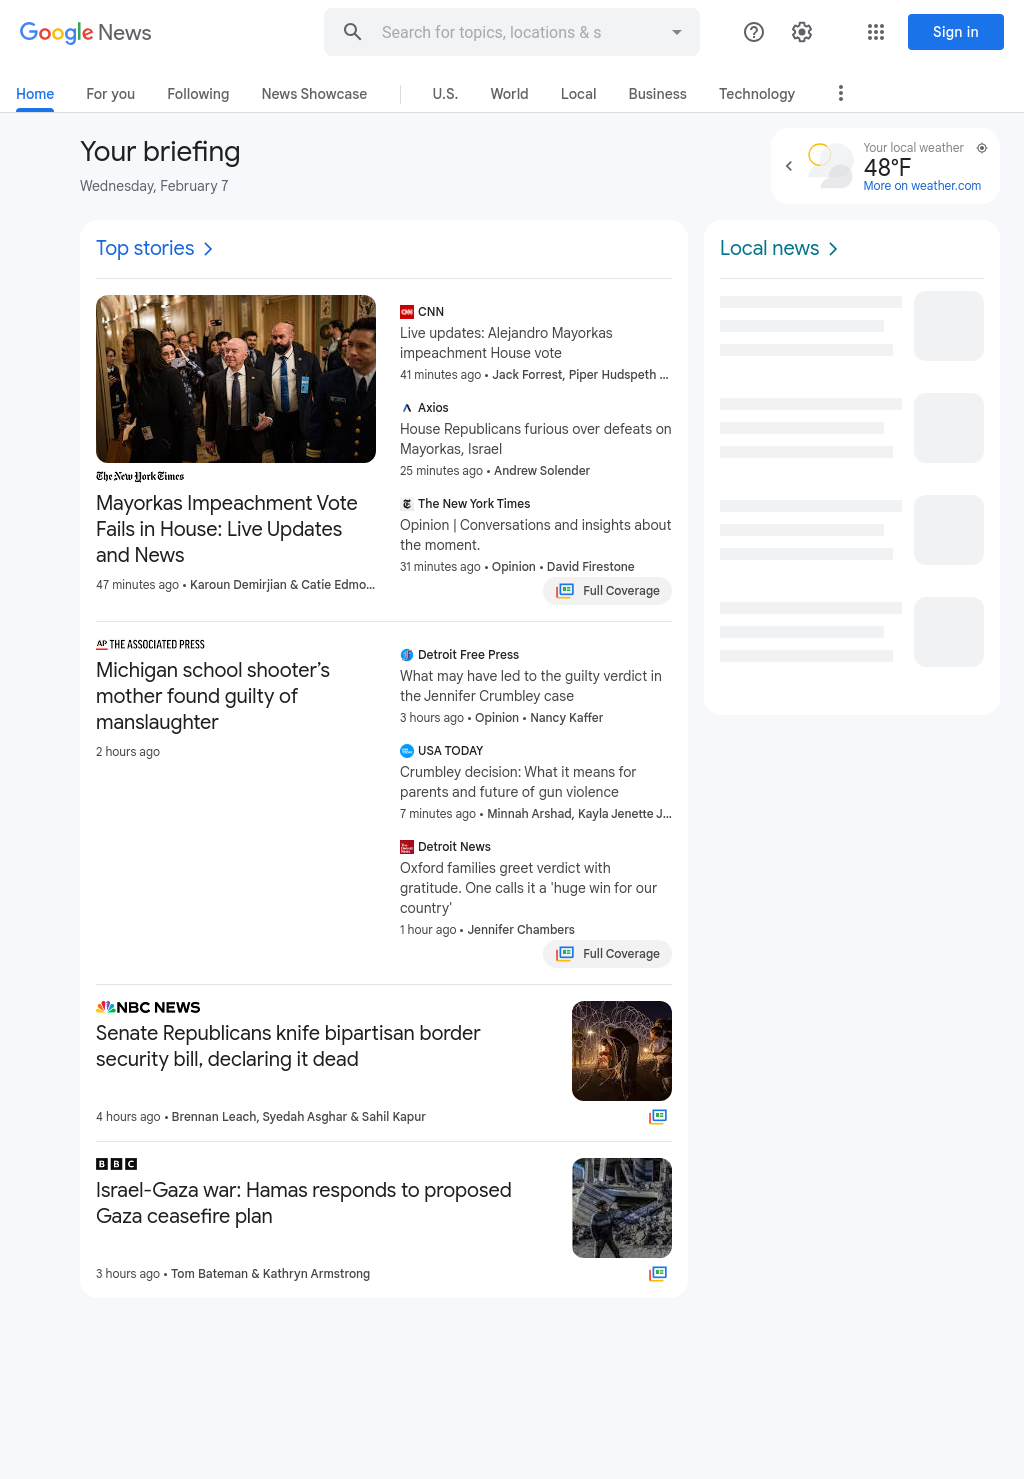 Google News
Search for topics, locations & s
Sign in
Home
For you
Following
News Showcase
U.S.
World
Local
Business
Technology
Your briefing
Wednesday, February 7
Your local weather
48°F
More on weather.com
Top stories
The New York Times
Mayorkas Impeachment Vote
Fails in House: Live Updates
and News
47 minutes ago • Karoun Demirjian & Catie Edmo...
CNN
Live updates: Alejandro Mayorkas
impeachment House vote
41 minutes ago • Jack Forrest, Piper Hudspeth ...
Axios
House Republicans furious over defeats on
Mayorkas, Israel
25 minutes ago • Andrew Solender
The New York Times
Opinion | Conversations and insights about
the moment.
31 minutes ago • Opinion • David Firestone
Full Coverage
AP THE ASSOCIATED PRESS
Michigan school shooter’s
mother found guilty of
manslaughter
2 hours ago
Detroit Free Press
What may have led to the guilty verdict in
the Jennifer Crumbley case
3 hours ago • Opinion • Nancy Kaffer
USA TODAY
Crumbley decision: What it means for
parents and future of gun violence
7 minutes ago • Minnah Arshad, Kayla Jenette J...
Detroit News
Oxford families greet verdict with
gratitude. One calls it a 'huge win for our
country'
1 hour ago • Jennifer Chambers
Full Coverage
NBC NEWS
Senate Republicans knife bipartisan border
security bill, declaring it dead
4 hours ago • Brennan Leach, Syedah Asghar & Sahil Kapur
BBC
Israel-Gaza war: Hamas responds to proposed
Gaza ceasefire plan
3 hours ago • Tom Bateman & Kathryn Armstrong
Local news